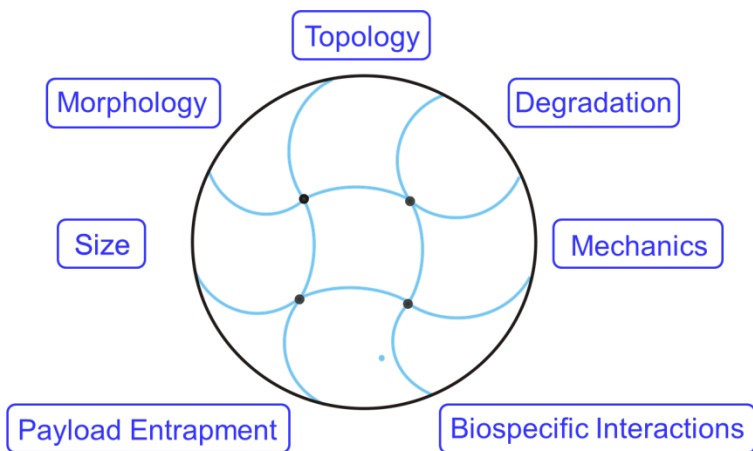 Topology
Morphology
Degradation
Size
Mechanics
Payload Entrapment
Biospecific Interactions